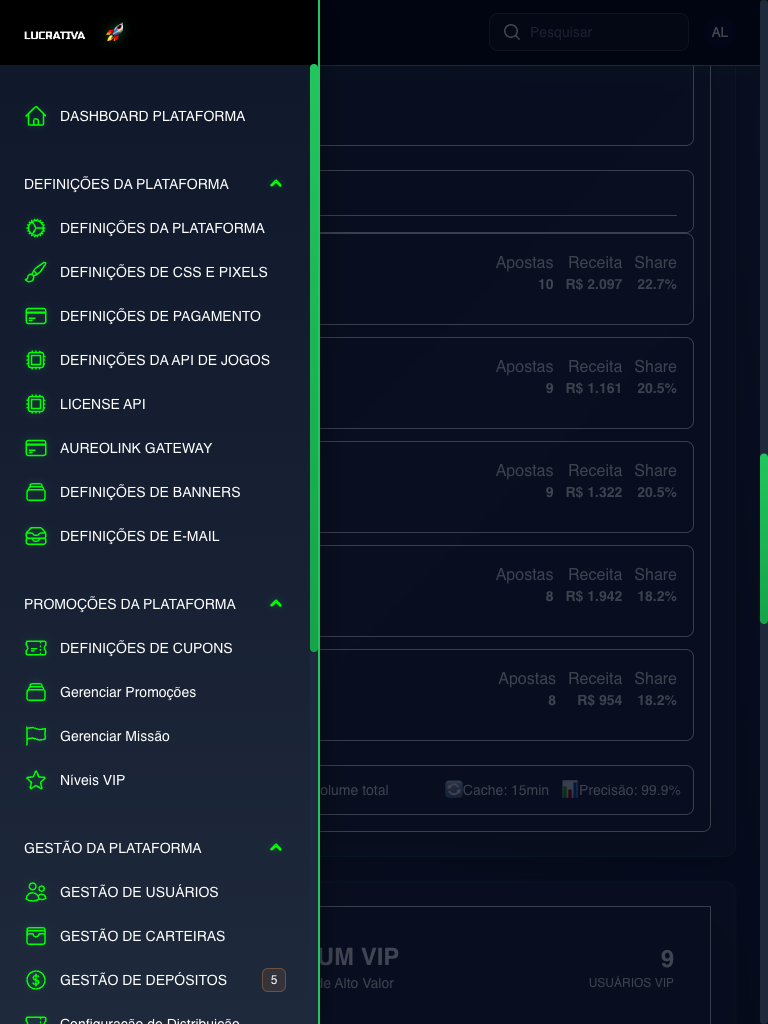 LUCRATIVA
Pesquisar
AL
DASHBOARD PLATAFORMA
DEFINIÇÕES DA PLATAFORMA
DEFINIÇÕES DA PLATAFORMA
DEFINIÇÕES DE CSS E PIXELS
DEFINIÇÕES DE PAGAMENTO
DEFINIÇÕES DA API DE JOGOS
LICENSE API
AUREOLINK GATEWAY
DEFINIÇÕES DE BANNERS
DEFINIÇÕES DE E-MAIL
PROMOÇÕES DA PLATAFORMA
DEFINIÇÕES DE CUPONS
Gerenciar Promoções
Gerenciar Missão
Níveis VIP
GESTÃO DA PLATAFORMA
GESTÃO DE USUÁRIOS
GESTÃO DE CARTEIRAS
GESTÃO DE DEPÓSITOS 5
Configuração de Distribuição
Apostas Receita Share
10 R$ 2.097 22.7%
Apostas Receita Share
9 R$ 1.161 20.5%
Apostas Receita Share
9 R$ 1.322 20.5%
Apostas Receita Share
8 R$ 1.942 18.2%
Apostas Receita Share
8 R$ 954 18.2%
olume total Cache: 15min Precisão: 99.9%
UM VIP 9
de Alto Valor USUÁRIOS VIP